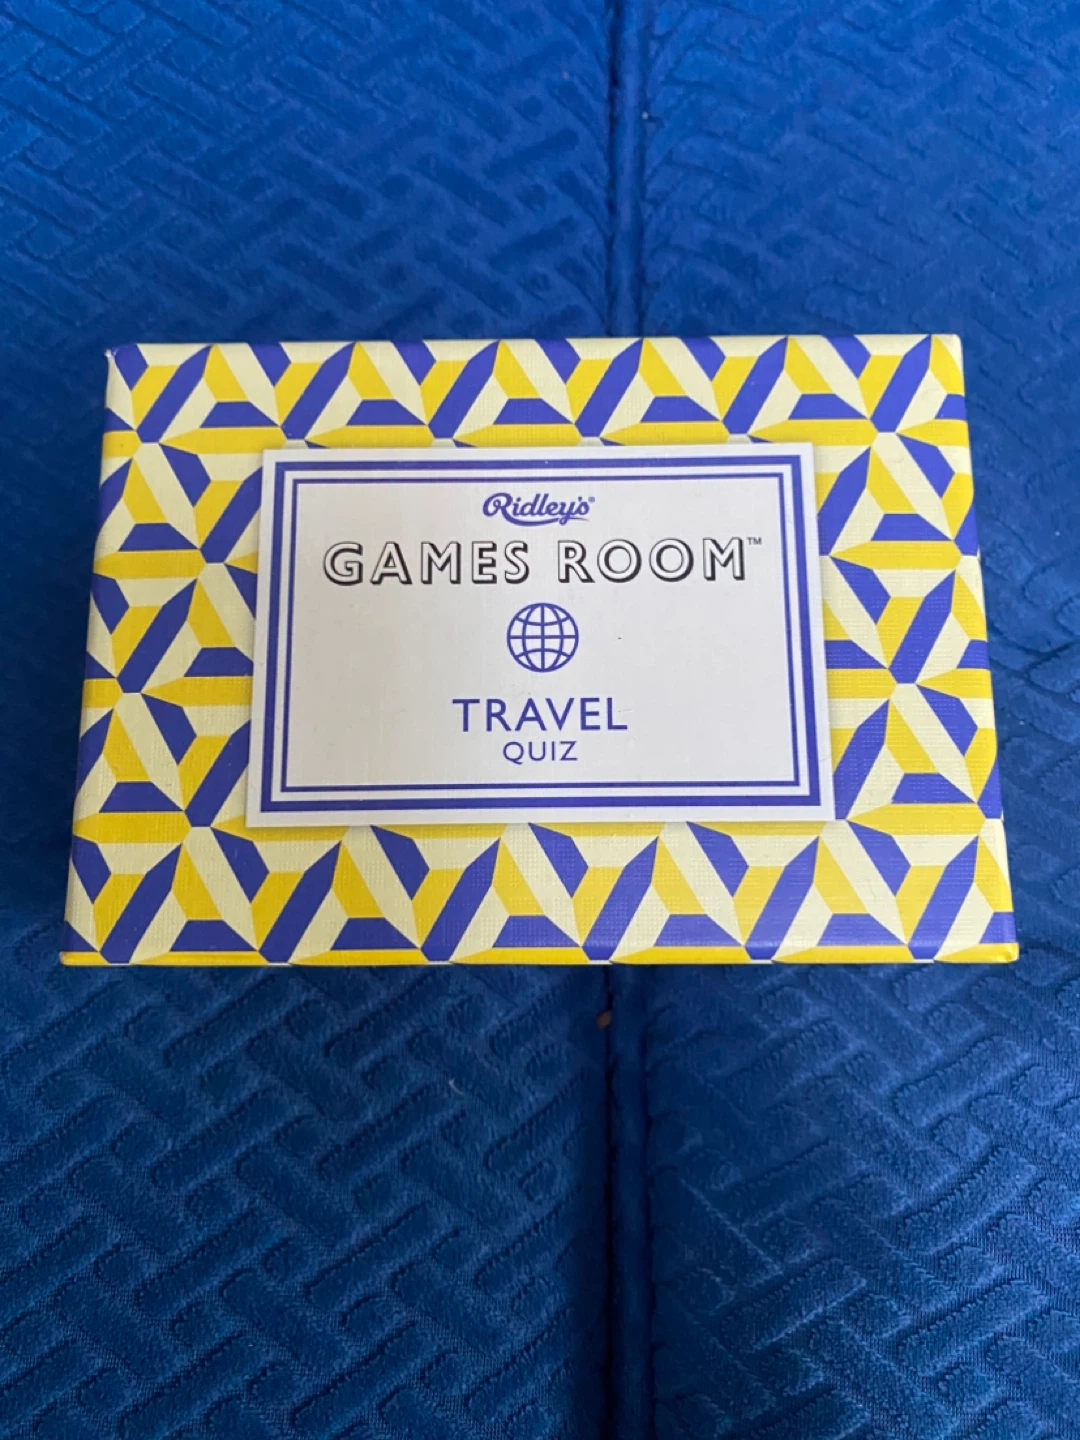 Ridley's®
GAMES ROOM™
TRAVEL
QUIZ